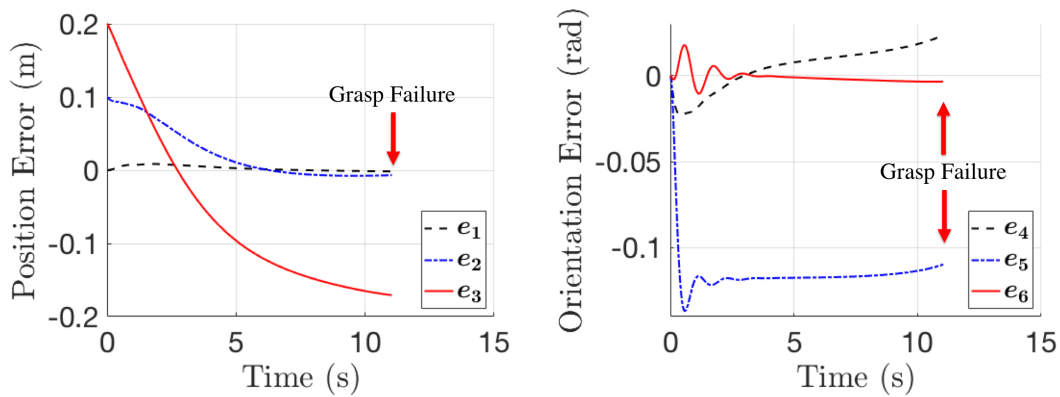 Position Error (m)
0.2
0.1
0
-0.1
-0.2
Grasp Failure
e1
e2
e3
0
5
10
15
Time (s)
Orientation Error (rad)
0
-0.05
-0.1
Grasp Failure
e4
e5
e6
0
5
10
15
Time (s)